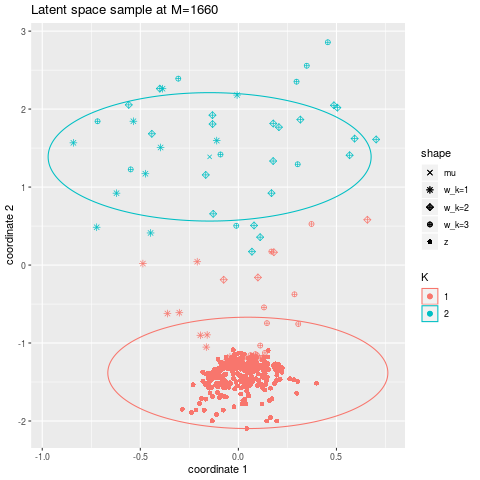 Latent space sample at M=1660
3
2
1
0
-1
-2
coordinate 2
-1.0
-0.5
0.0
0.5
coordinate 1
shape
mu
w_k=1
w_k=2
w_k=3
z
K
1
2